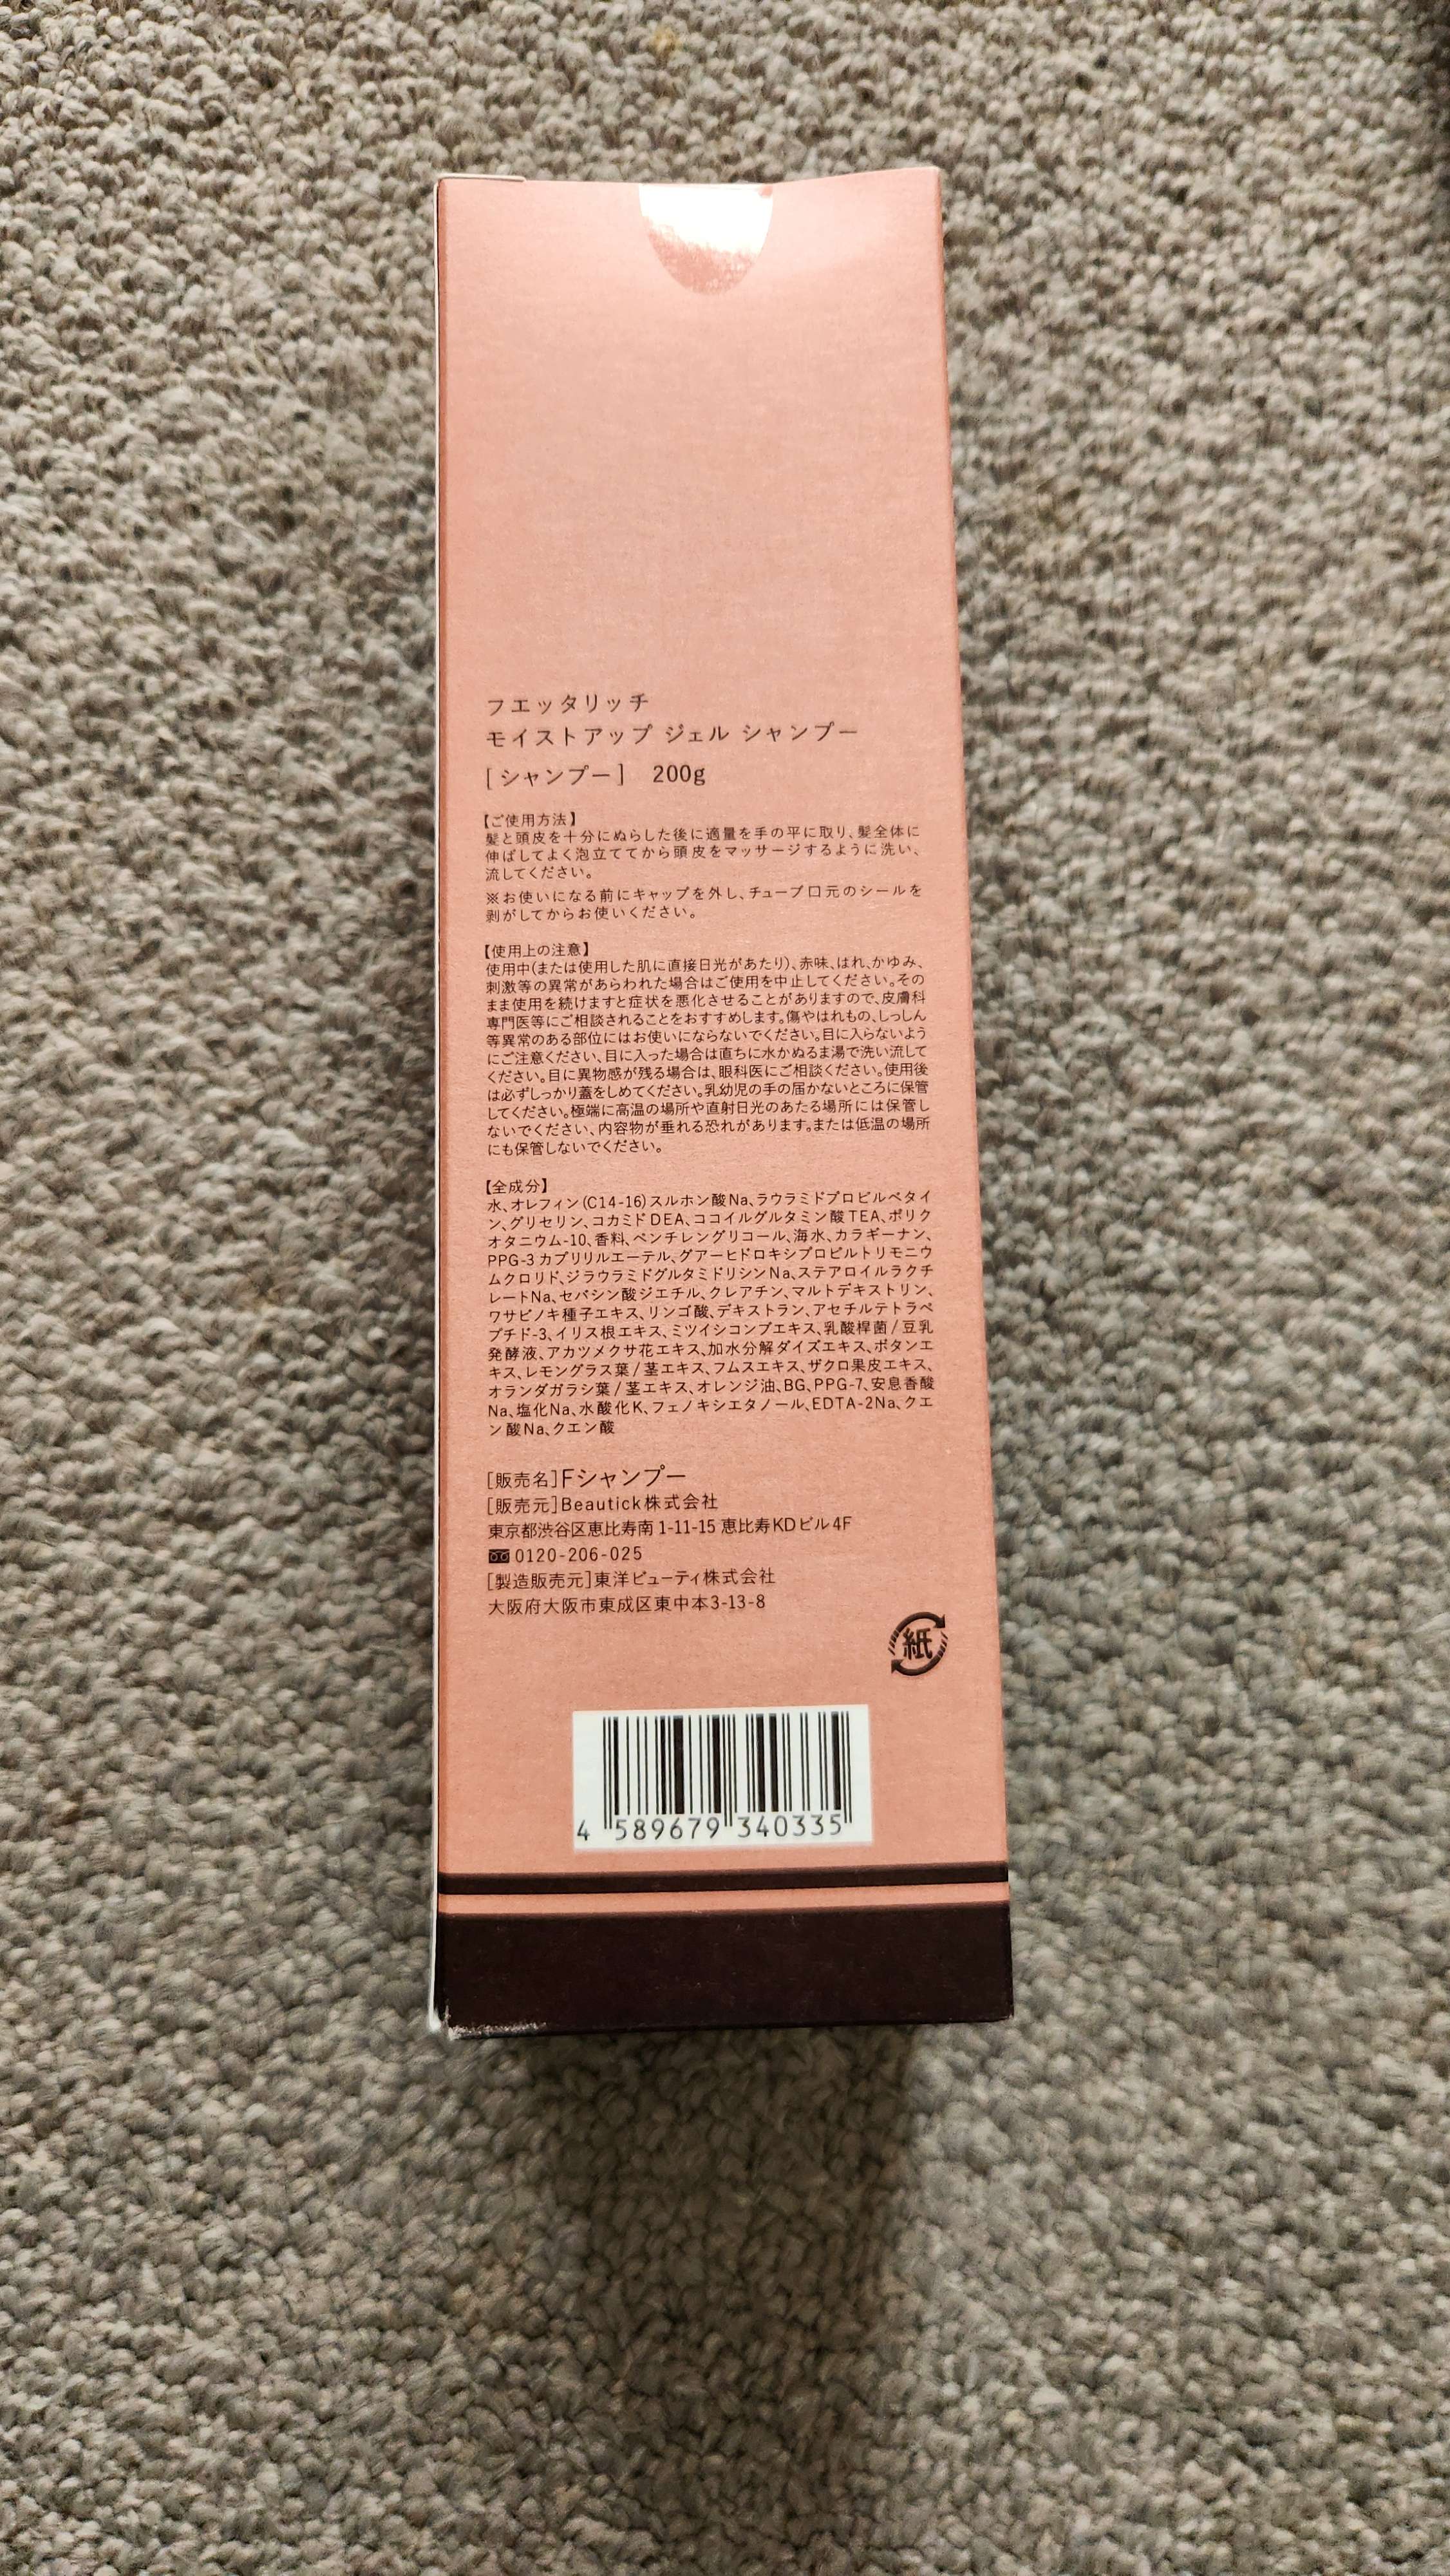 フエッタリッチ
モイストアップ ジェル シャンプー
[シャンプー] 200g
【ご使用方法】
髪と頭皮を十分にぬらした後に適量を手の平に取り、髪全体に
伸ばしてよく泡立ててから頭皮をマッサージするように洗い、
流してください。
※お使いになる前にキャップを外し、チューブ口元のシールを
剥がしてからお使いください。
【使用上の注意】
使用中(または使用した肌に直接日光があたり)、赤味、はれ、かゆみ、
刺激等の異常があらわれた場合はご使用を中止してください。その
まま使用を続けますと症状を悪化させることがありますので、皮膚科
専門医等にご相談されることをおすすめします。傷やはれもの、しっしん
等異常のある部位にはお使いにならないでください。目に入らないよう
にご注意ください、目に入った場合は直ちに水かぬるま湯で洗い流して
ください。目に異物感が残る場合は、眼科医にご相談ください。使用後
は必ずしっかり蓋をしめてください。乳幼児の手の届かないところに保管
してください。極端に高温の場所や直射日光のあたる場所には保管し
ないでください、内容物が垂れる恐れがあります。または低温の場所
にも保管しないでください。
【全成分】
水、オレフィン(C14-16)スルホン酸Na、ラウラミドプロピルベタイ
ン、グリセリン、コカミドDEA、ココイルグルタミン酸TEA、ポリク
オタニウム-10、香料、ペンチレングリコール、海水、カラギーナン、
PPG-3カプリリルエーテル、グアーヒドロキシプロピルトリモニウ
ムクロリド、ジラウラミドグルタミドリシンNa、ステアロイルラクチ
レートNa、セバシン酸ジエチル、クレアチン、マルトデキストリン、
ワサビノキ種子エキス、リンゴ酸、デキストラン、アセチルテトラペ
プチド-3、イリス根エキス、ミツイシコンブエキス、乳酸桿菌/豆乳
発酵液、アカツメクサ花エキス、加水分解ダイズエキス、ボタンエ
キス、レモングラス葉/茎エキス、フムスエキス、ザクロ果皮エキス、
オランダガラシ葉/茎エキス、オレンジ油、BG、PPG-7、安息香酸
Na、塩化Na、水酸化K、フェノキシエタノール、EDTA-2Na、クエ
ン酸Na、クエン酸
[販売名]Fシャンプー
[販売元]Beautick株式会社
東京都渋谷区恵比寿南1-11-15 恵比寿KDビル4F
0120-206-025
[製造販売元]東洋ビューティ株式会社
大阪府大阪市東成区東中本3-13-8
紙
4 589679 340335